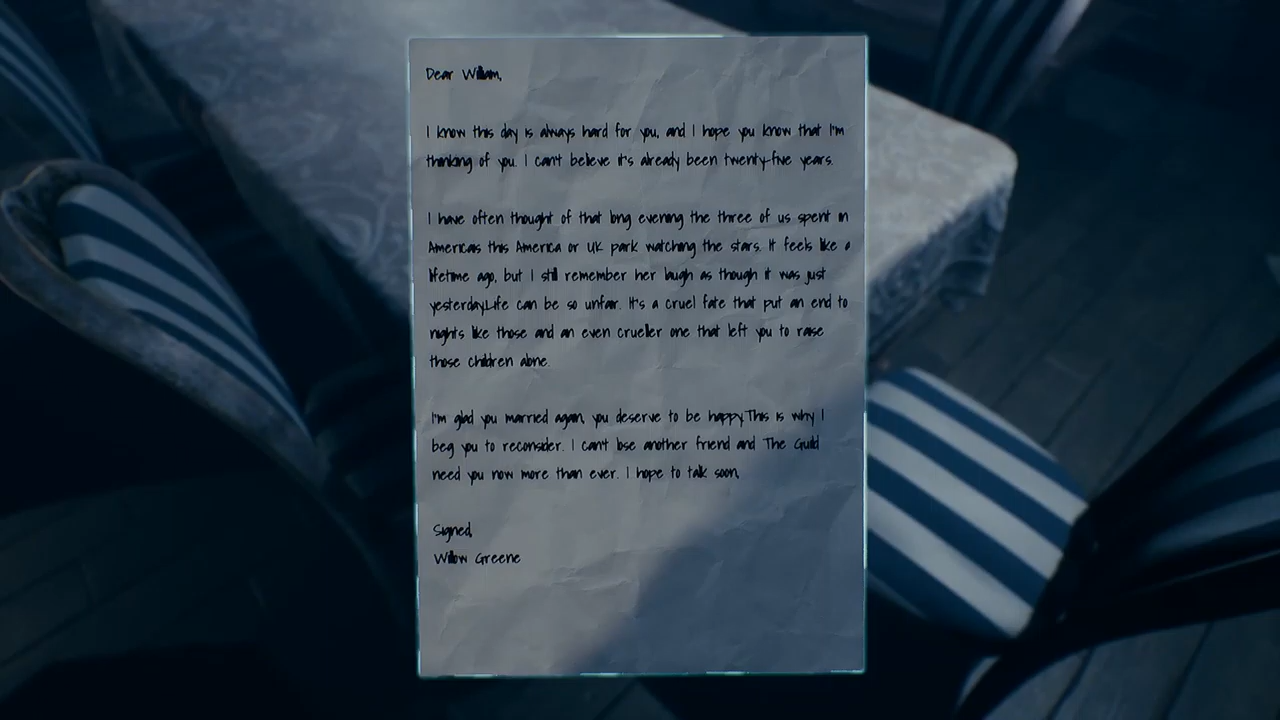 Dear William,
I know this day is always hard for you, and I hope you know that I'm
thinking of you. I can't believe it's already been twenty-five years.
I have often thought of that long evening the three of us spent in
Americas this America or UK park watching the stars. It feels like a
lifetime ago, but I still remember her laugh as though it was just
yesterday.Life can be so unfair. It's a cruel fate that put an end to
nights like those and an even crueller one that left you to raise
those children alone.
I'm glad you married again, you deserve to be happy.This is why I
beg you to reconsider. I can't lose another friend and The Guild
need you now more than ever. I hope to talk soon,
Signed,
Willow Greene